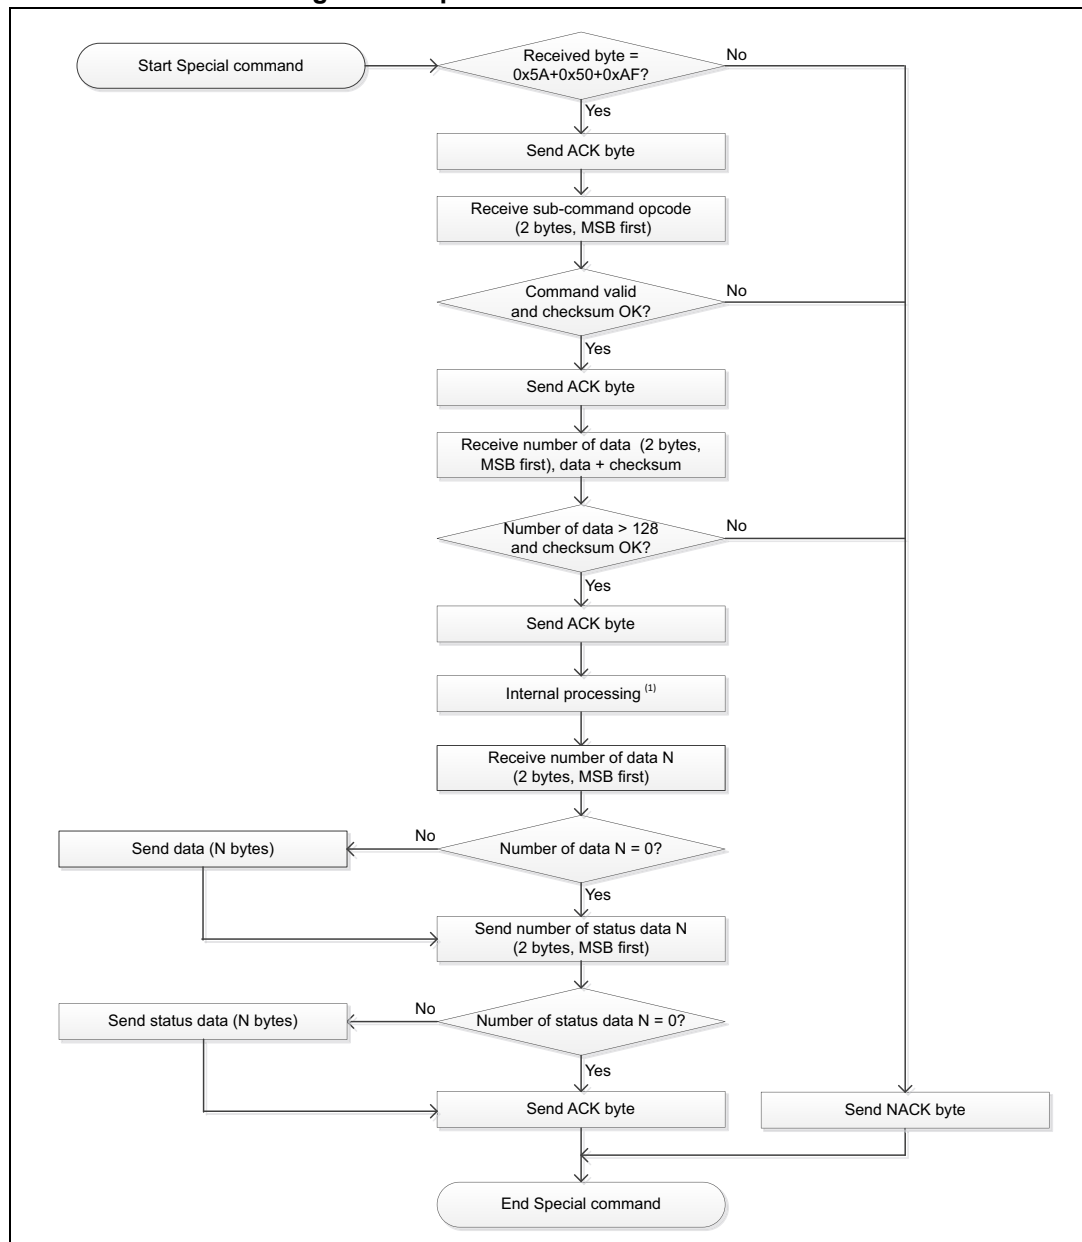 Start Special command
Received byte =
0x5A+0x50+0xAF?
No
Yes
Send ACK byte
Receive sub-command opcode
(2 bytes, MSB first)
Command valid
and checksum OK?
No
Yes
Send ACK byte
Receive number of data (2 bytes,
MSB first), data + checksum
Number of data > 128
and checksum OK?
No
Yes
Send ACK byte
Internal processing (1)
Receive number of data N
(2 bytes, MSB first)
Number of data N = 0?
No
Send data (N bytes)
Yes
Send number of status data N
(2 bytes, MSB first)
Number of status data N = 0?
No
Send status data (N bytes)
Yes
Send ACK byte
Send NACK byte
End Special command